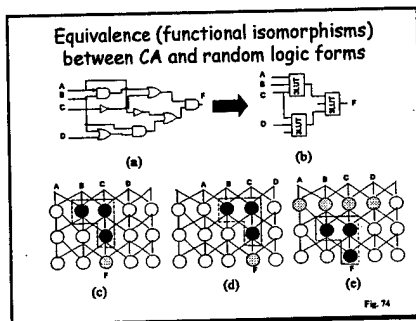 Equivalence (functional isomorphisms)
between CA and random logic forms
A
B
C
D
F
(a)
A
B
C
D
3LUT
3LUT
3LUT
F
(b)
A B C D
F
(c)
A B C D
F
(d)
A B C D
F
(e)
Fig. 74